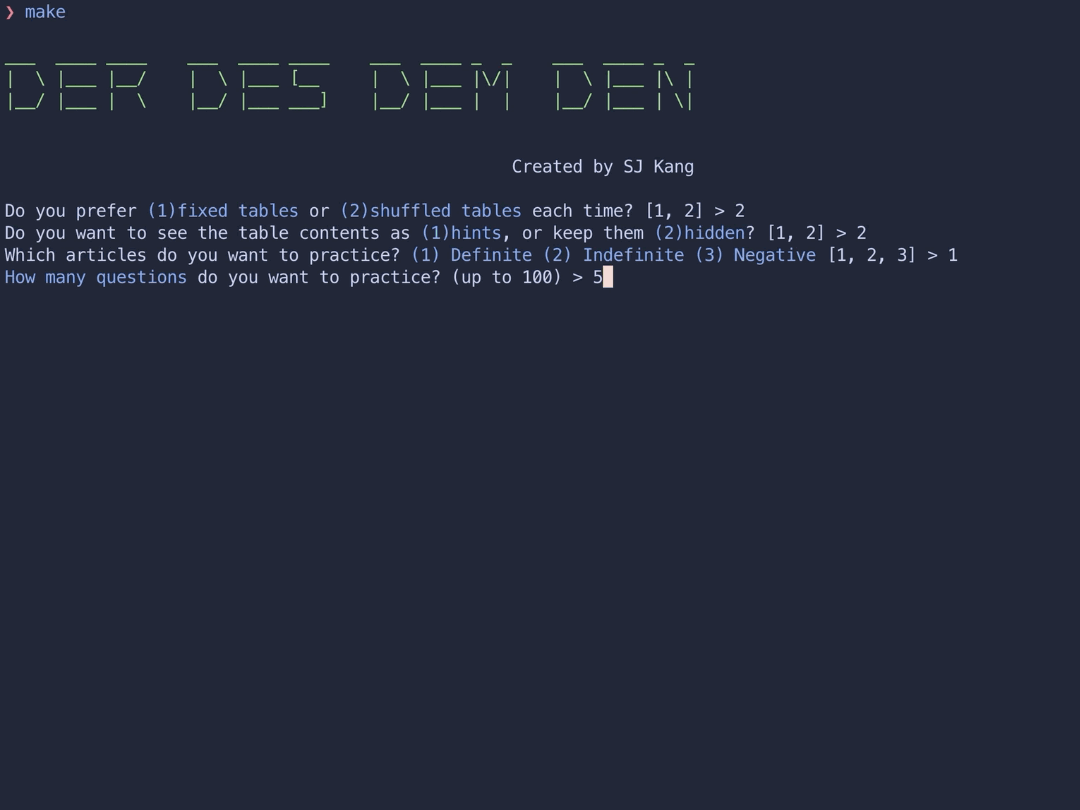 ❯ make
DER DES DEM DEN
Created by SJ Kang
Do you prefer (1)fixed tables or (2)shuffled tables each time? [1, 2] > 2
Do you want to see the table contents as (1)hints, or keep them (2)hidden? [1, 2] > 2
Which articles do you want to practice? (1) Definite (2) Indefinite (3) Negative [1, 2, 3] > 1
How many questions do you want to practice? (up to 100) > 5